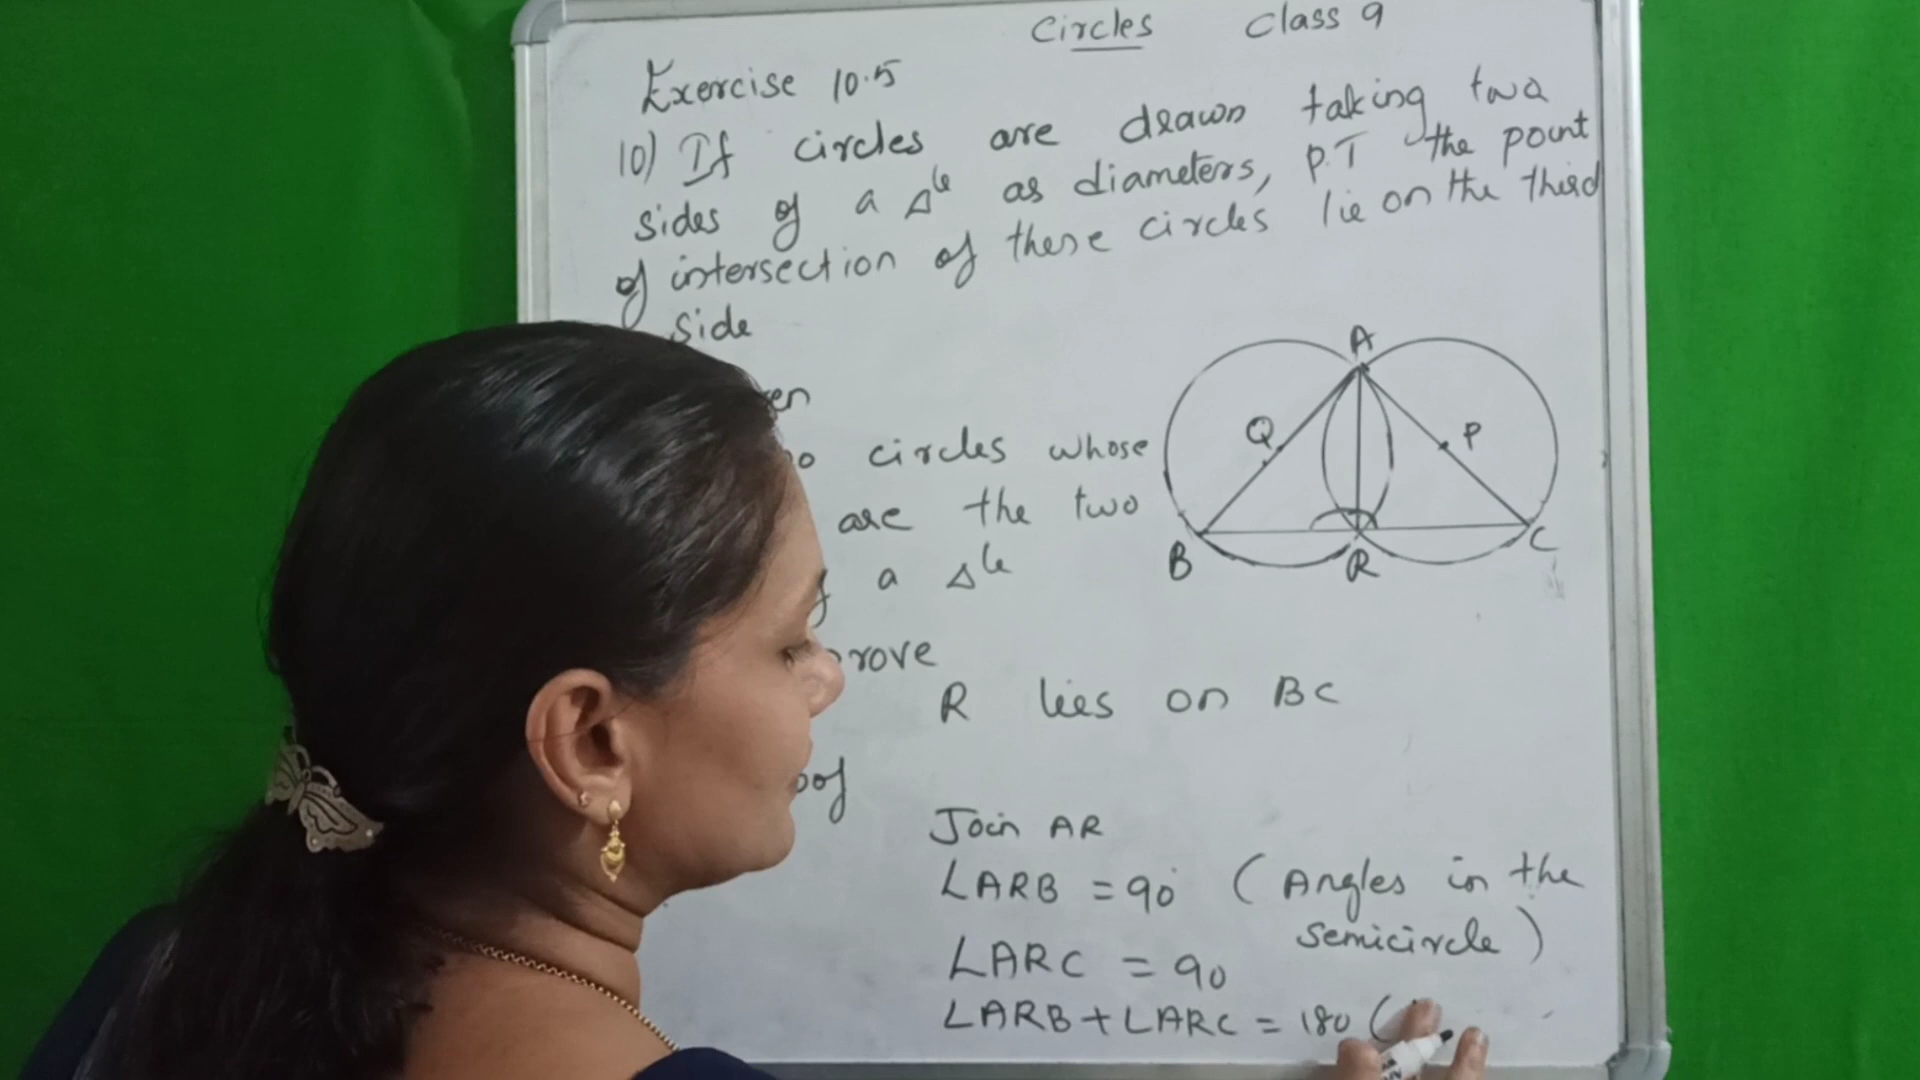 Circles Class 9
Exercise 10.5
10) If circles are drawn taking two
sides of a Δle as diameters, P.T the point
of intersection of these circles lie on the third
side
circles whose
are the two
a Δle
A
Q
P
B
R
C
R lies on BC
Join AR
∠ARB = 90° (Angles in the
semicircle)
∠ARC = 90
∠ARB + ∠ARC = 180 (